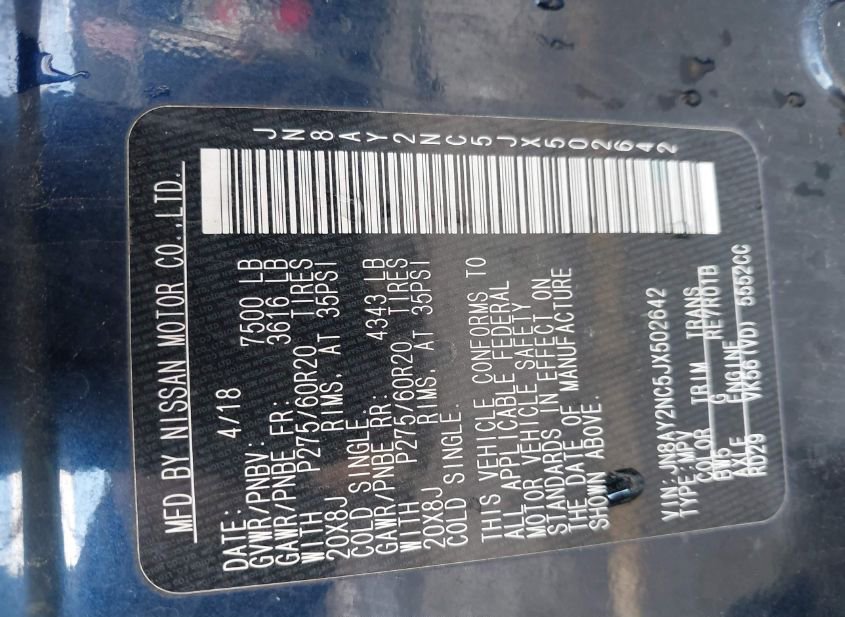 MFD BY NISSAN MOTOR CO.,LTD.
DATE: 4/18
GVWR/PNBV: 7500 LB
GAWR/PNBE FR: 3616 LB
WITH P275/60R20 TIRES
20X8J RIMS, AT 35PSI
COLD SINGLE.
GAWR/PNBE RR: 4343 LB
WITH P275/60R20 TIRES
20X8J RIMS, AT 35PSI
COLD SINGLE.
THIS VEHICLE CONFORMS TO
ALL APPLICABLE FEDERAL
MOTOR VEHICLE SAFETY
STANDARDS IN EFFECT ON
THE DATE OF MANUFACTURE
SHOWN ABOVE.
JN8AY2NC5JX502642
VIN: JN8AY2NC5JX502642
TYPE: MPV
COLOR TRIM TRANS
BW5 G RE7R01B
AXLE ENGINE
RD29 VK56(VD) 5552CC